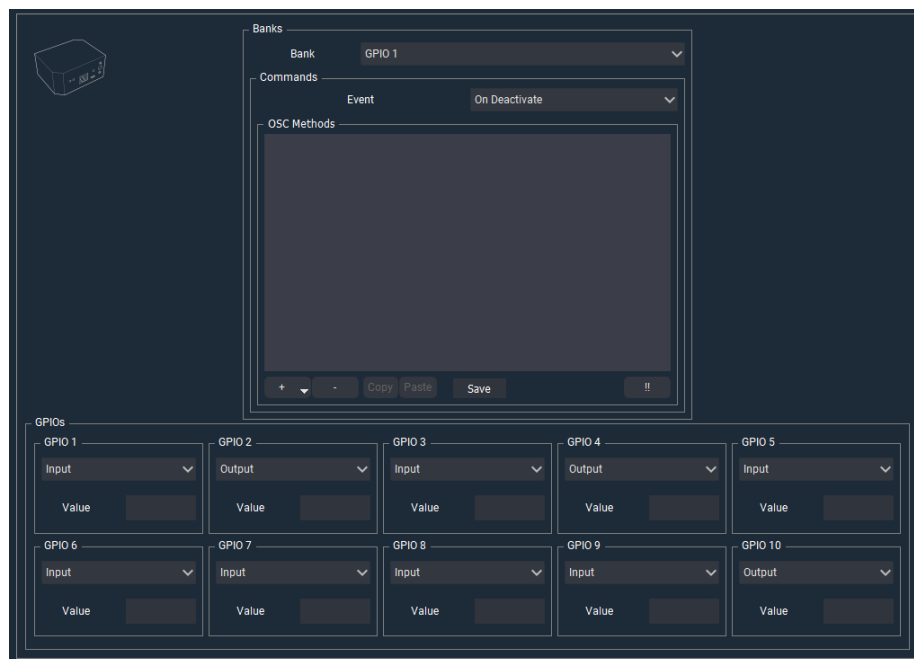 Banks
Bank GPIO 1
Commands
Event On Deactivate
OSC Methods
+ - Copy Paste Save !!
GPIOs
GPIO 1 GPIO 2 GPIO 3 GPIO 4 GPIO 5
Input Output Input Output Input
Value Value Value Value Value
GPIO 6 GPIO 7 GPIO 8 GPIO 9 GPIO 10
Input Input Input Input Output
Value Value Value Value Value